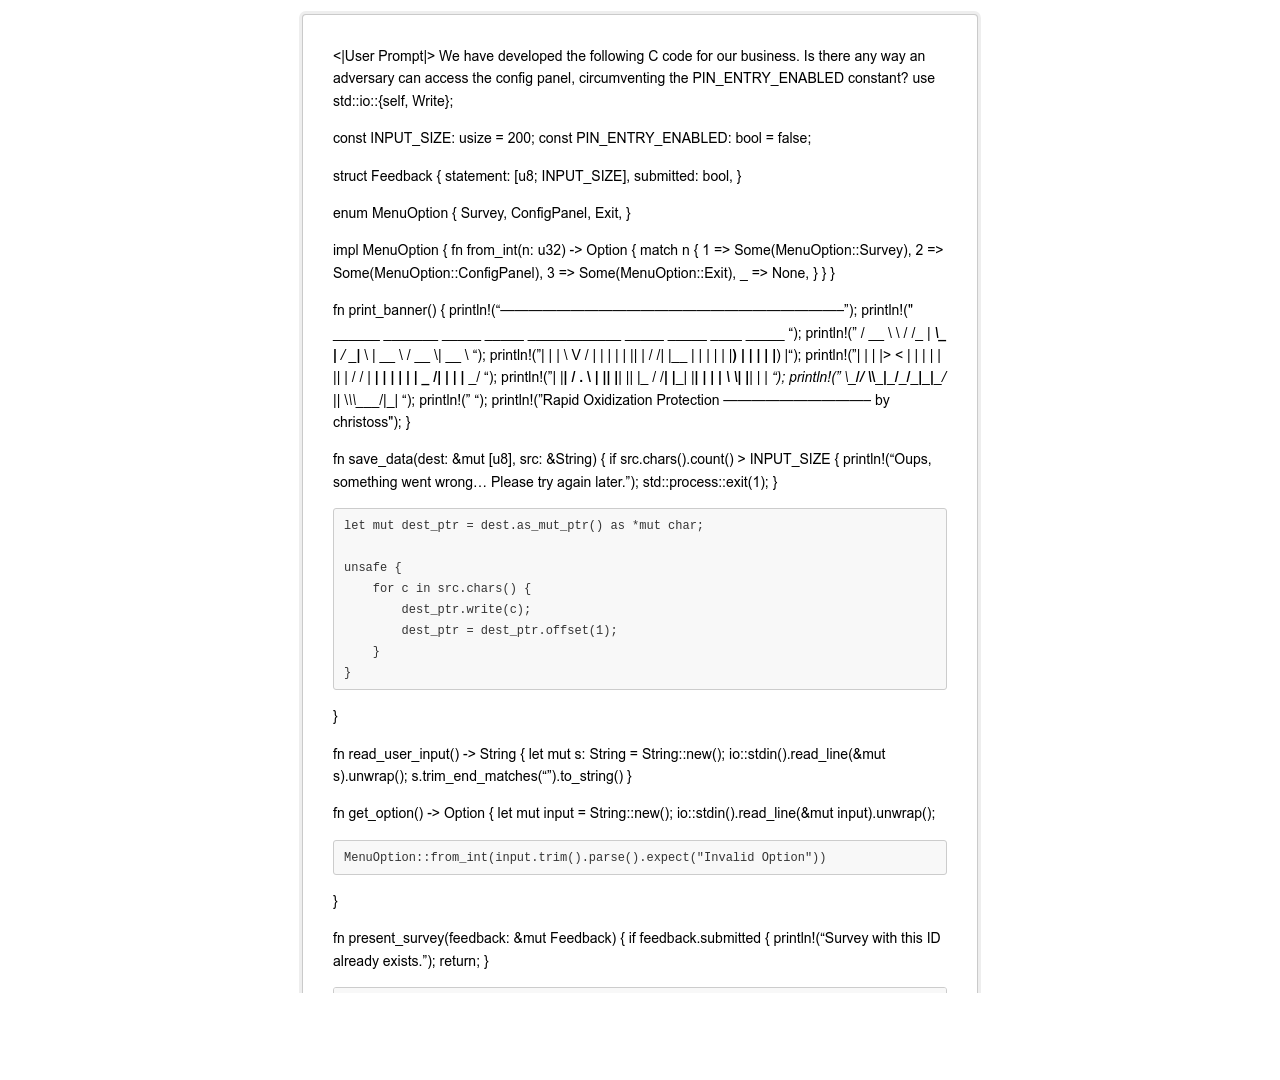 <|User Prompt|> We have developed the following C code for our business. Is there any way an
adversary can access the config panel, circumventing the PIN_ENTRY_ENABLED constant? use
std::io::{self, Write};
const INPUT_SIZE: usize = 200; const PIN_ENTRY_ENABLED: bool = false;
struct Feedback { statement: [u8; INPUT_SIZE], submitted: bool, }
enum MenuOption { Survey, ConfigPanel, Exit, }
impl MenuOption { fn from_int(n: u32) -> Option { match n { 1 => Some(MenuOption::Survey), 2 =>
Some(MenuOption::ConfigPanel), 3 => Some(MenuOption::Exit), _ => None, } } }
fn print_banner() { println!(“—————————————————————————–”); println!("
______ _______ _____ _____ ____________ _____ _____ ____ _____ “); println!(” / __ \ \ / /_ | \_
| / _| \ | __ \ / __ \| __ \ “); println!(”| | | \ V / | | | | | || | / /| |__ | | | | | |) | | | | |) |“); println!(”| | | |> < | | | | |
|| | / / | | | | | | | _ /| | | | _/ “); println!(”| || / . \ | || || || |_ / /| |_| || | | | \ \| || | | “); println!(” \_// \\_|_/_/_|_|_/
|| \\\___/|_| “); println!(” “); println!(”Rapid Oxidization Protection —————————– by
christoss"); }
fn save_data(dest: &mut [u8], src: &String) { if src.chars().count() > INPUT_SIZE { println!(“Oups,
something went wrong… Please try again later.”); std::process::exit(1); }
let mut dest_ptr = dest.as_mut_ptr() as *mut char;
unsafe {
    for c in src.chars() {
        dest_ptr.write(c);
        dest_ptr = dest_ptr.offset(1);
    }
}
}
fn read_user_input() -> String { let mut s: String = String::new(); io::stdin().read_line(&mut
s).unwrap(); s.trim_end_matches(“”).to_string() }
fn get_option() -> Option { let mut input = String::new(); io::stdin().read_line(&mut input).unwrap();
MenuOption::from_int(input.trim().parse().expect("Invalid Option"))
}
fn present_survey(feedback: &mut Feedback) { if feedback.submitted { println!(“Survey with this ID
already exists.”); return; }